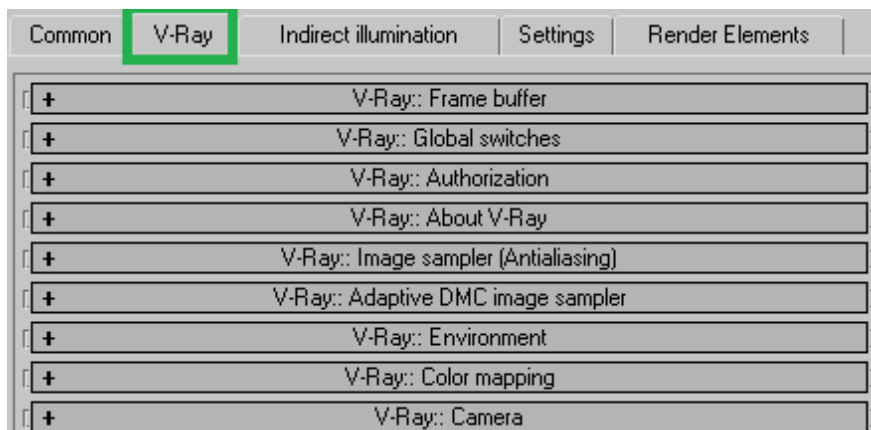 Common V-Ray Indirect illumination Settings Render Elements
+ V-Ray:: Frame buffer
+ V-Ray:: Global switches
+ V-Ray:: Authorization
+ V-Ray:: About V-Ray
+ V-Ray:: Image sampler (Antialiasing)
+ V-Ray:: Adaptive DMC image sampler
+ V-Ray:: Environment
+ V-Ray:: Color mapping
+ V-Ray:: Camera